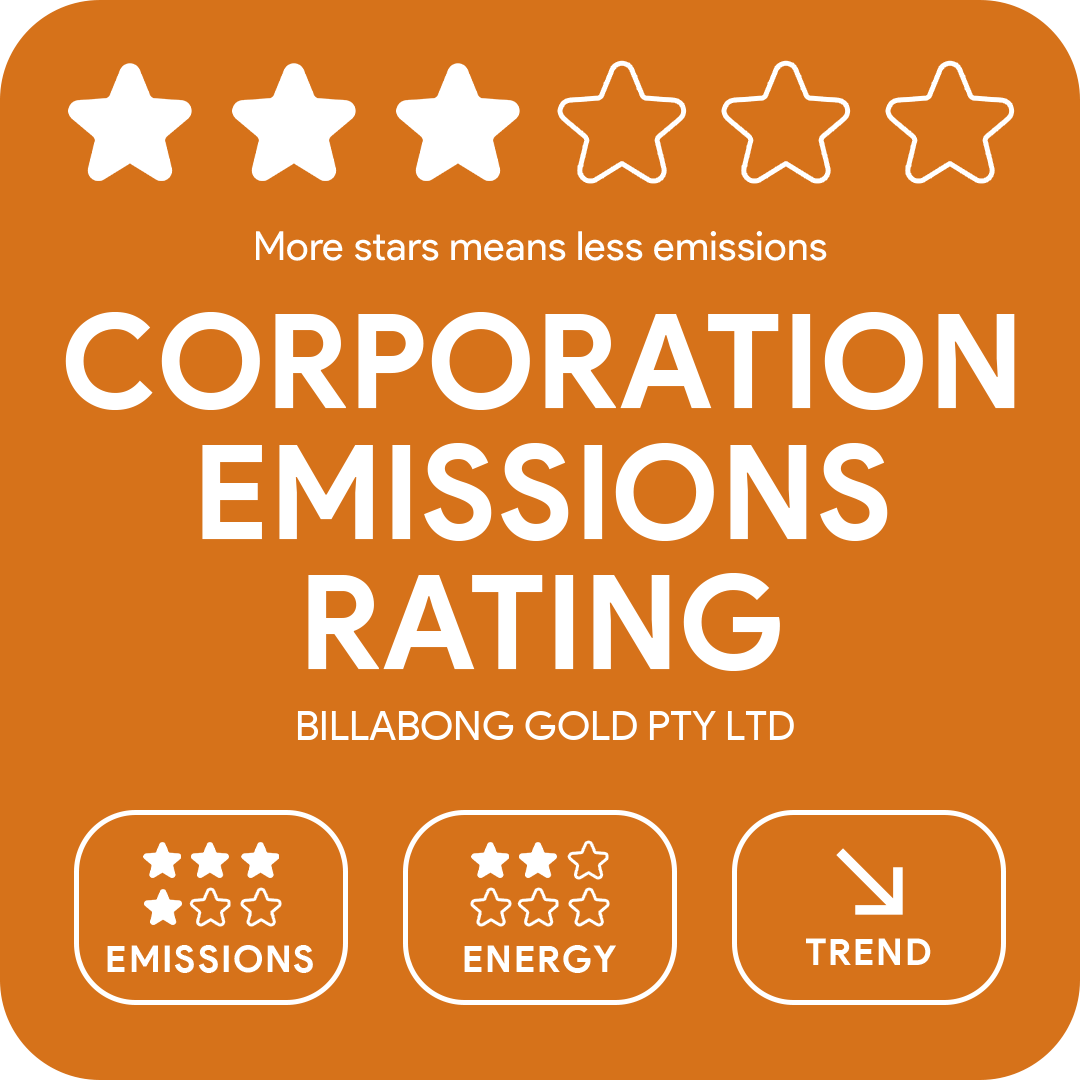 More stars means less emissions
CORPORATION
EMISSIONS
RATING
BILLABONG GOLD PTY LTD
EMISSIONS
ENERGY
TREND